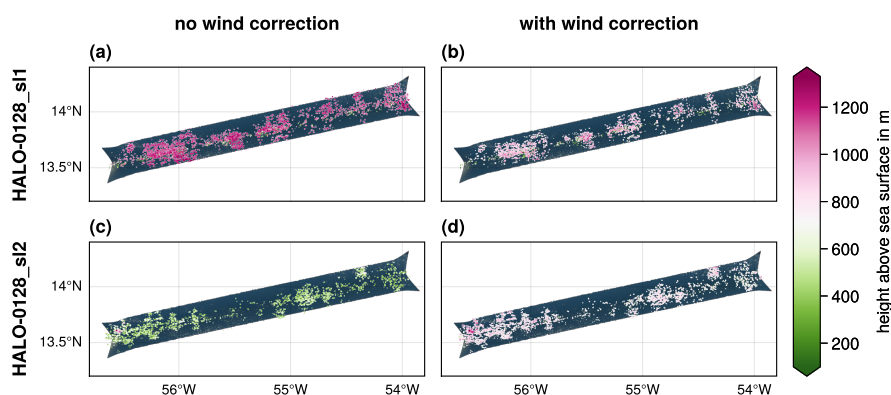 no wind correction
with wind correction
(a)
(b)
HALO-0128_sl1
14°N
13.5°N
(c)
(d)
HALO-0128_sl2
14°N
13.5°N
56°W
55°W
54°W
56°W
55°W
54°W
1200
1000
800
600
400
200
height above sea surface in m